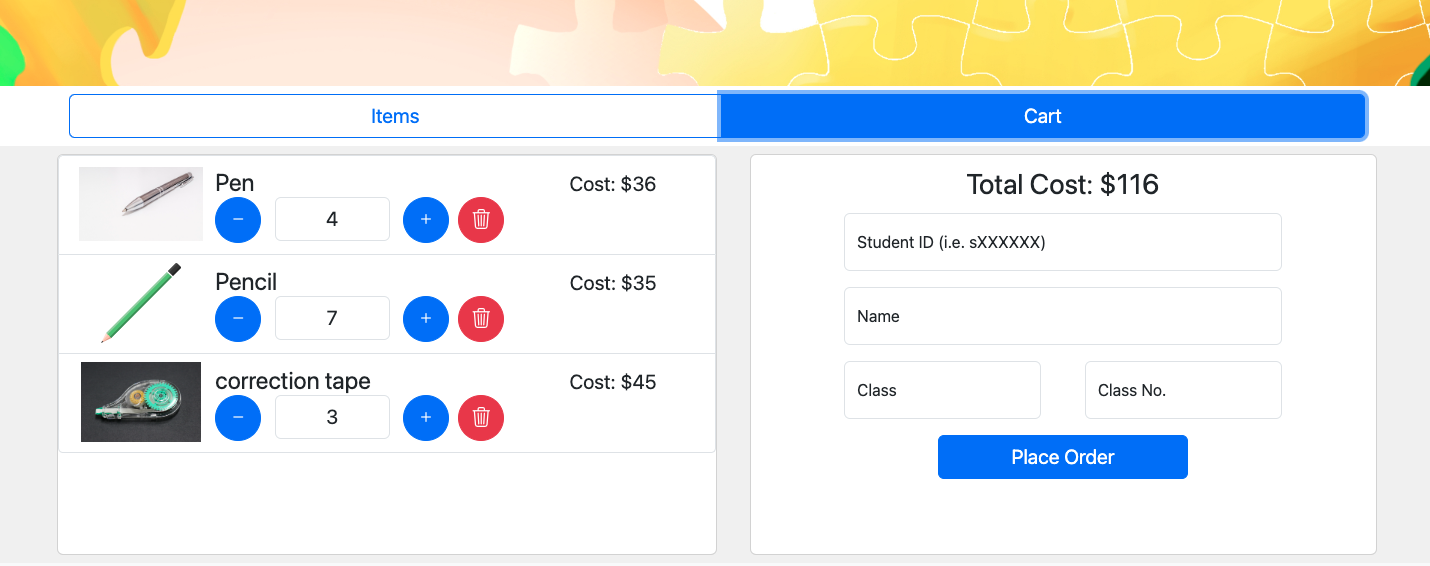 Items
Cart
Pen
Cost: $36
4
Pencil
Cost: $35
7
correction tape
Cost: $45
3
Total Cost: $116
Student ID (i.e. sXXXXXX)
Name
Class
Class No.
Place Order